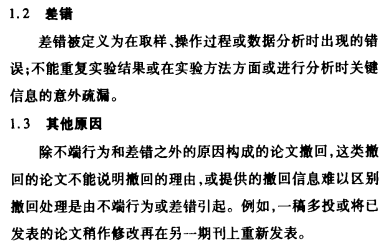 1.2 差错
差错被定义为在取样、操作过程或数据分析时出现的错
误;不能重复实验结果或在实验方法方面或进行分析时关键
信息的意外疏漏。
1.3 其他原因
除不端行为和差错之外的原因构成的论文撤回,这类撤
回的论文不能说明撤回的理由,或提供的撤回信息难以区别
撤回处理是由不端行为或差错引起。例如,一稿多投或将已
发表的论文稍作修改再在另一期刊上重新发表。